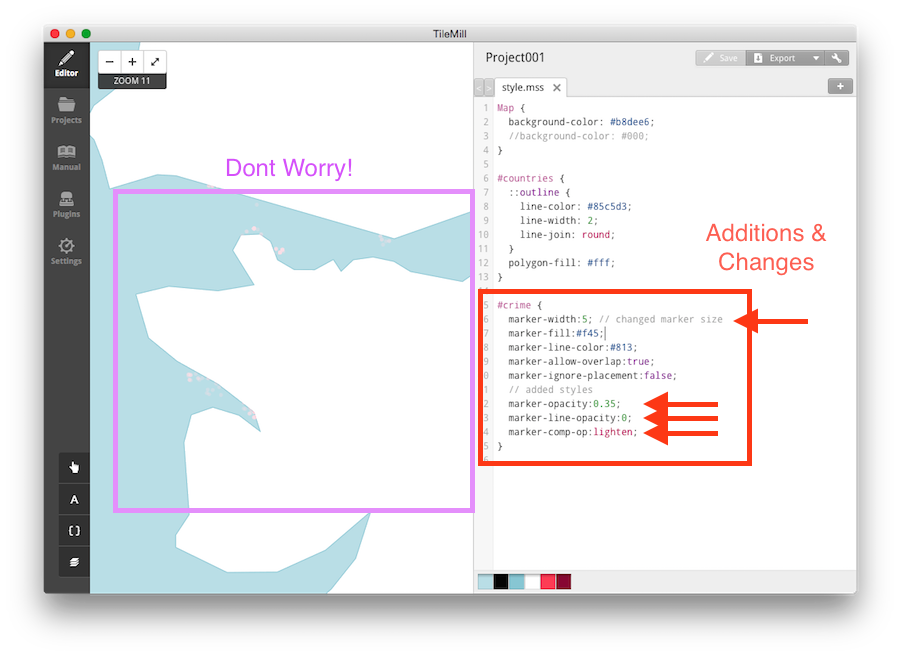 TileMill
Editor
Projects
Manual
Plugins
Settings
ZOOM 11
Dont Worry!
A
Project001
Save
Export
style.mss
1 Map {
2 background-color: #b8dee6;
3 //background-color: #000;
4 }
5
6 #countries {
7 ::outline {
8 line-color: #85c5d3;
9 line-width: 2;
10 line-join: round;
11 }
12 polygon-fill: #fff;
13 }
Additions &
Changes
5 #crime {
6 marker-width:5; // changed marker size
7 marker-fill:#f45;
8 marker-line-color:#813;
9 marker-allow-overlap:true;
0 marker-ignore-placement:false;
1 // added styles
2 marker-opacity:0.35;
3 marker-line-opacity:0;
4 marker-comp-op:lighten;
5 }